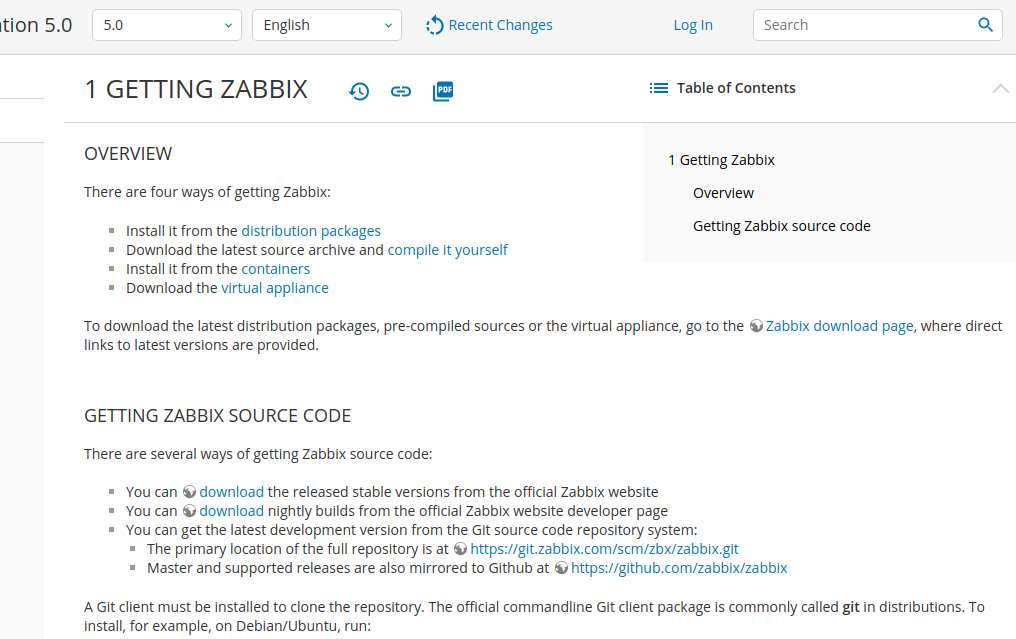 tion 5.0
5.0
English
Recent Changes
Log In
Search
1 GETTING ZABBIX
PDF
Table of Contents
1 Getting Zabbix
Overview
Getting Zabbix source code
OVERVIEW
There are four ways of getting Zabbix:
Install it from the distribution packages
Download the latest source archive and compile it yourself
Install it from the containers
Download the virtual appliance
To download the latest distribution packages, pre-compiled sources or the virtual appliance, go to the Zabbix download page, where direct
links to latest versions are provided.
GETTING ZABBIX SOURCE CODE
There are several ways of getting Zabbix source code:
You can download the released stable versions from the official Zabbix website
You can download nightly builds from the official Zabbix website developer page
You can get the latest development version from the Git source code repository system:
The primary location of the full repository is at https://git.zabbix.com/scm/zbx/zabbix.git
Master and supported releases are also mirrored to Github at https://github.com/zabbix/zabbix
A Git client must be installed to clone the repository. The official commandline Git client package is commonly called git in distributions. To
install, for example, on Debian/Ubuntu, run: